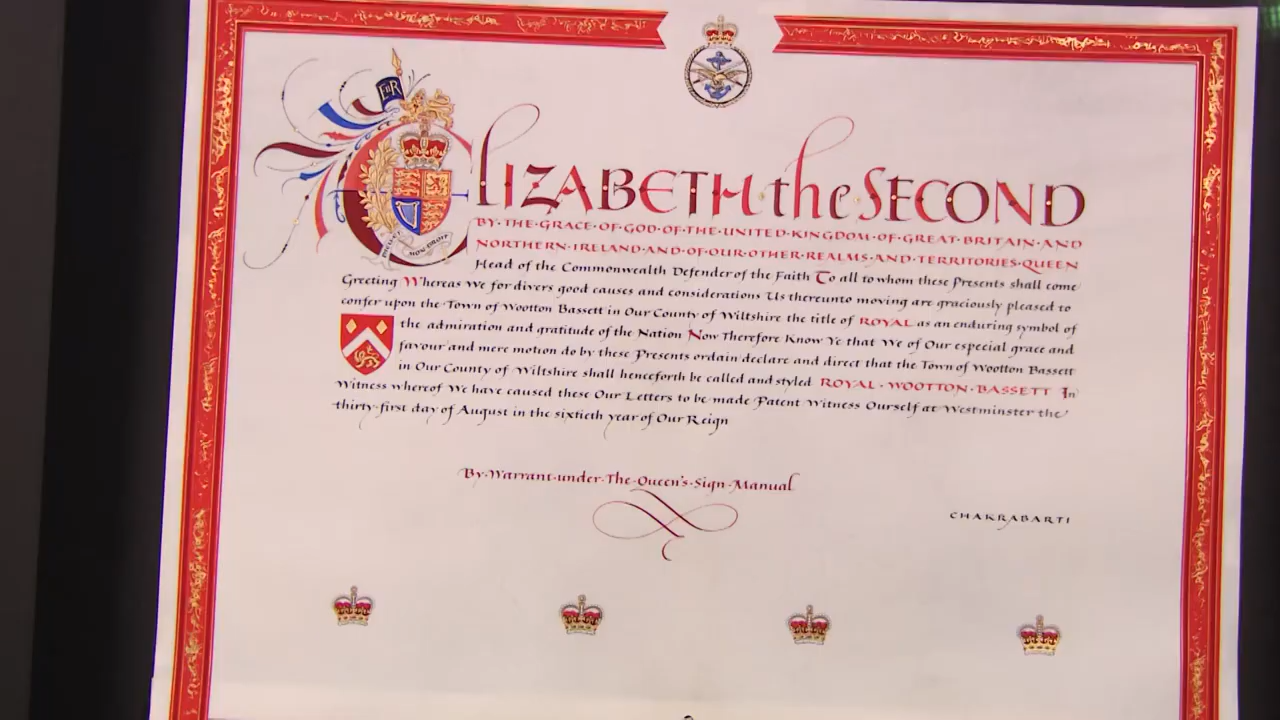 EIIR
ELIZABETH the SECOND
BY·THE·GRACE·OF·GOD·OF·THE·UNITED·KINGDOM·OF·GREAT·BRITAIN·AND
NORTHERN·IRELAND·AND·OF·OUR·OTHER·REALMS·AND·TERRITORIES·QUEEN
Head of the Commonwealth Defender of the Faith To all to whom these Presents shall come
Greeting Whereas We for divers good causes and considerations Us thereunto moving are graciously pleased to
confer upon the Town of Wootton Bassett in Our County of Wiltshire the title of ROYAL as an enduring symbol of
the admiration and gratitude of the Nation Now Therefore Know Ye that We of Our especial grace and
favour and mere motion do by these Presents ordain declare and direct that the Town of Wootton Bassett
in Our County of Wiltshire shall henceforth be called and styled ROYAL·WOOTTON·BASSETT In
Witness whereof We have caused these Our Letters to be made Patent Witness Ourself at Westminster the
thirty-first day of August in the sixtieth year of Our Reign
By·Warrant·under·The·Queen's·Sign·Manual
CHAKRABARTI